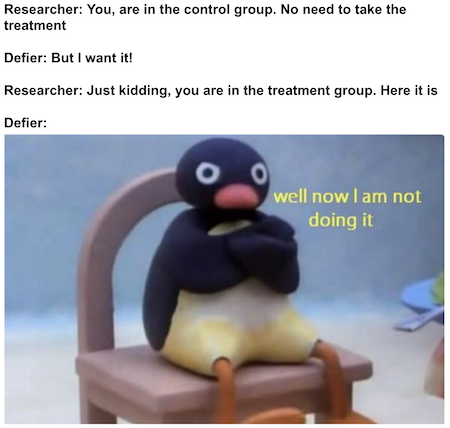 Researcher: You, are in the control group. No need to take the
treatment
Defier: But I want it!
Researcher: Just kidding, you are in the treatment group. Here it is
Defier:
well now I am not
doing it